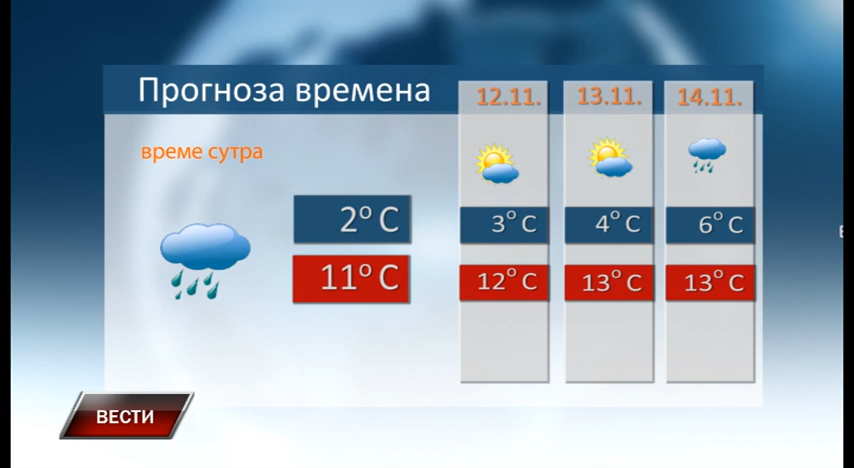 Прогноза времена
време сутра
2° C
11° C
12.11.
3° C
12° C
13.11.
4° C
13° C
14.11.
6° C
13° C
ВЕСТИ